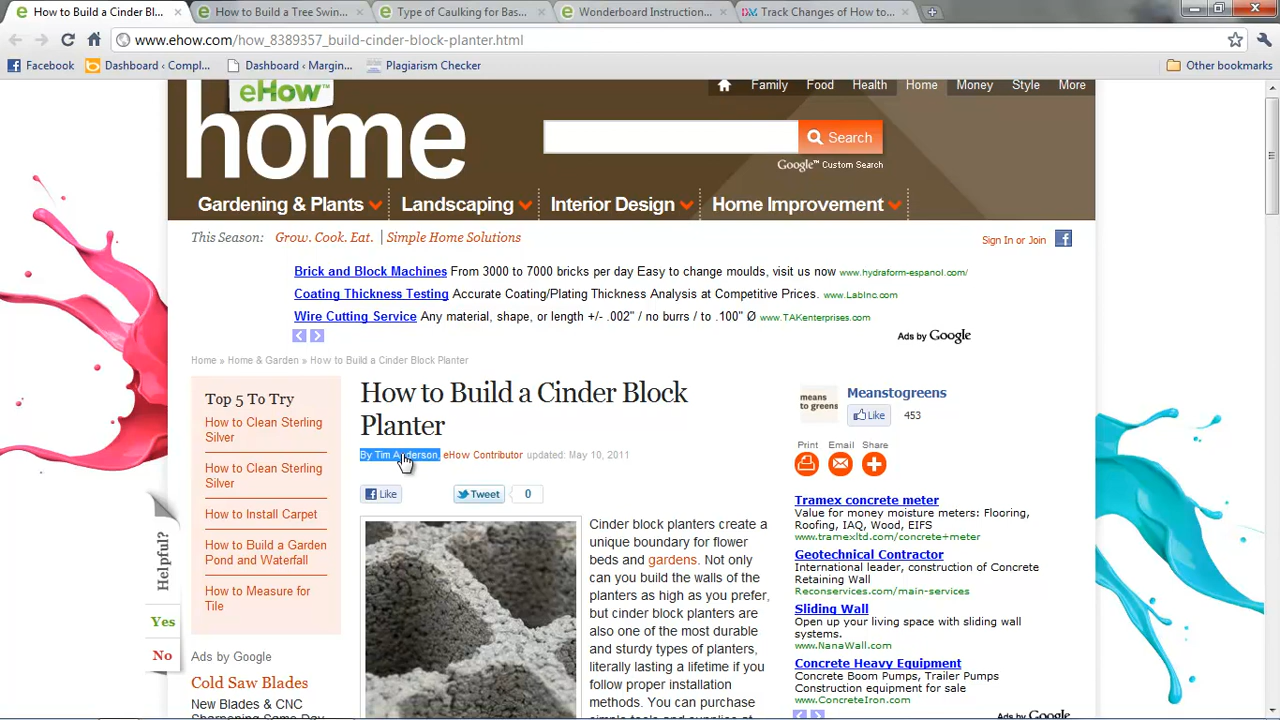 How to Build a Cinder Bl...
How to Build a Tree Swin...
Type of Caulking for Bas...
Wonderboard Instruction...
Track Changes of How to...
www.ehow.com/how_8389357_build-cinder-block-planter.html
Facebook
Dashboard ‹ Compl...
Dashboard ‹ Margin...
Plagiarism Checker
Other bookmarks
eHow™
home
Family Food Health Home Money Style More
Search
Google™ Custom Search
Gardening & Plants
Landscaping
Interior Design
Home Improvement
This Season: Grow. Cook. Eat. | Simple Home Solutions
Sign In or Join
Brick and Block Machines From 3000 to 7000 bricks per day Easy to change moulds, visit us now www.hydraform-espanol.com/
Coating Thickness Testing Accurate Coating/Plating Thickness Analysis at Competitive Prices. www.LabInc.com
Wire Cutting Service Any material, shape, or length +/- .002" / no burrs / to .100" Ø www.TAKenterprises.com
Ads by Google
Home » Home & Garden » How to Build a Cinder Block Planter
Top 5 To Try
How to Clean Sterling
Silver
How to Clean Sterling
Silver
How to Install Carpet
How to Build a Garden
Pond and Waterfall
How to Measure for
Tile
Helpful?
Yes
No
Ads by Google
Cold Saw Blades
New Blades & CNC
Sharpening Same Day
How to Build a Cinder Block
Planter
By Tim Anderson, eHow Contributor updated: May 10, 2011
Like
Tweet
0
Cinder block planters create a
unique boundary for flower
beds and gardens. Not only
can you build the walls of the
planters as high as you prefer,
but cinder block planters are
also one of the most durable
and sturdy types of planters,
literally lasting a lifetime if you
follow proper installation
methods. You can purchase
simple tools and supplies at
means
to greens
Meanstogreens
Like
453
Print Email Share
Tramex concrete meter
Value for money moisture meters: Flooring,
Roofing, IAQ, Wood, EIFS
www.tramexltd.com/concrete+meter
Geotechnical Contractor
International leader, construction of Concrete
Retaining Wall
Reconservices.com/main-services
Sliding Wall
Open up your living space with sliding wall
systems.
www.NanaWall.com
Concrete Heavy Equipment
Concrete Boom Pumps, Trailer Pumps
Construction equipment for sale
www.ConcreteIron.com
Ads by Google